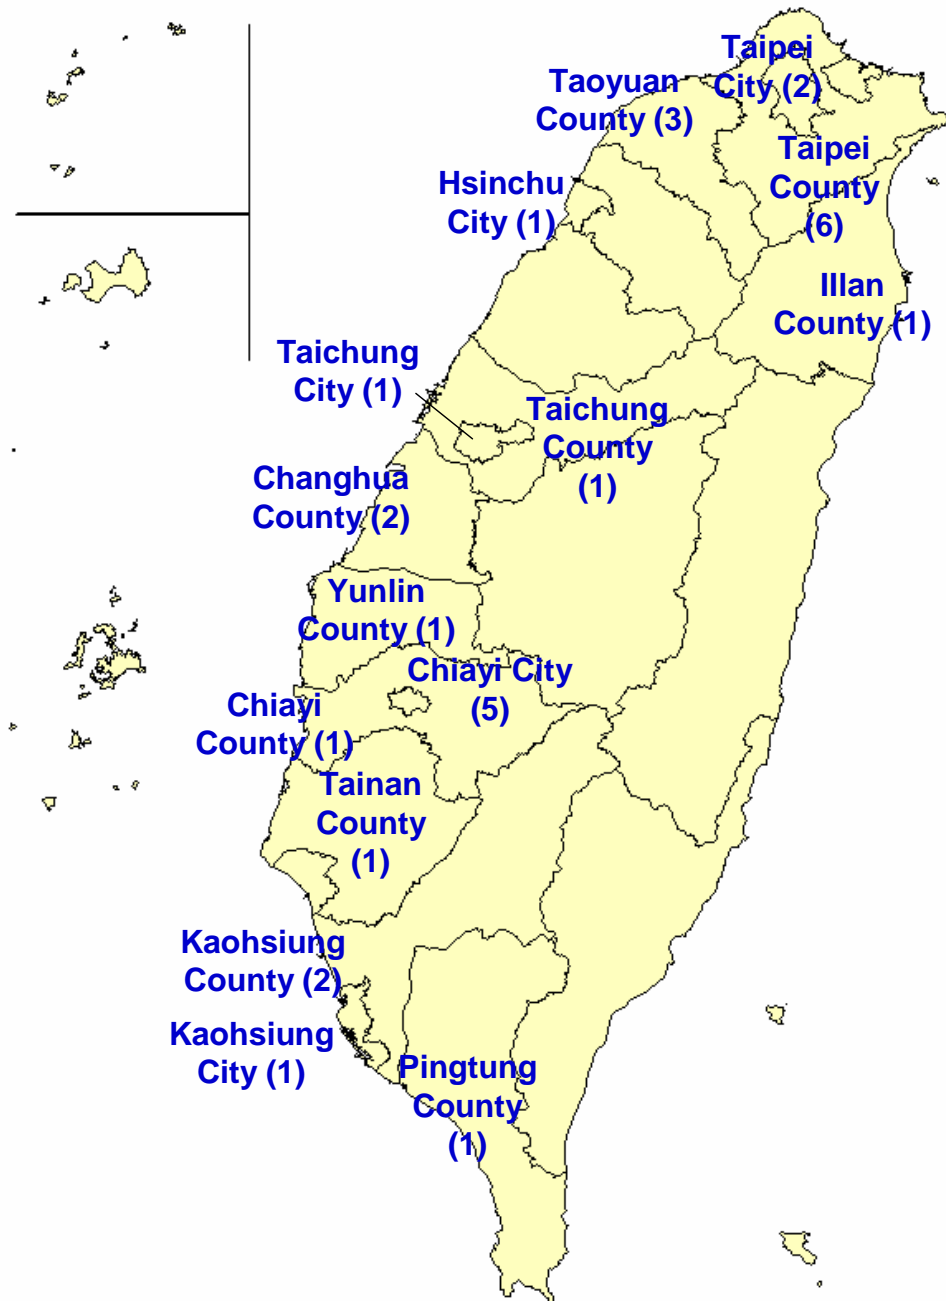 Taipei
City (2)
Taoyuan
County (3)
Taipei
County
(6)
Hsinchu
City (1)
Illan
County (1)
Taichung
City (1)
Taichung
County
(1)
Changhua
County (2)
Yunlin
County (1)
Chiayi City
(5)
Chiayi
County (1)
Tainan
County
(1)
Kaohsiung
County (2)
Kaohsiung
City (1)
Pingtung
County
(1)